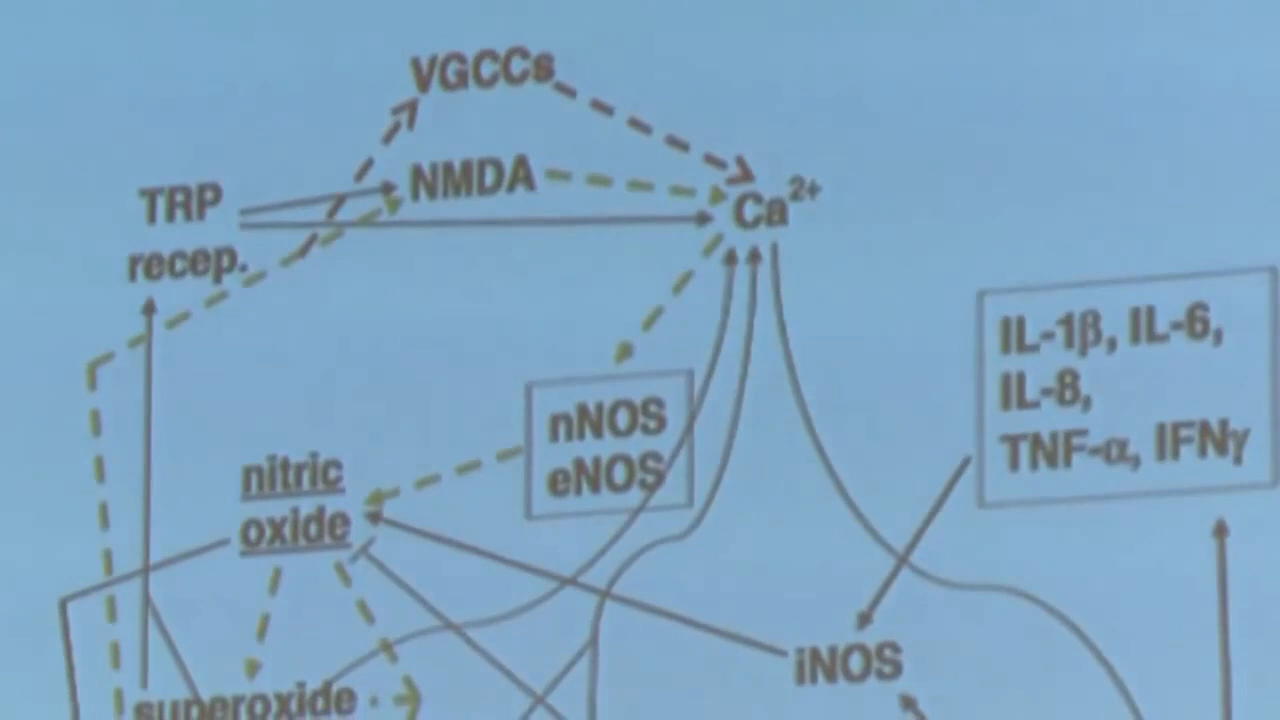 VGCCs
NMDA
TRP
recep.
Ca2+
IL-1β, IL-6,
IL-8,
TNF-α, IFNγ
nNOS
eNOS
nitric
oxide
iNOS
superoxide